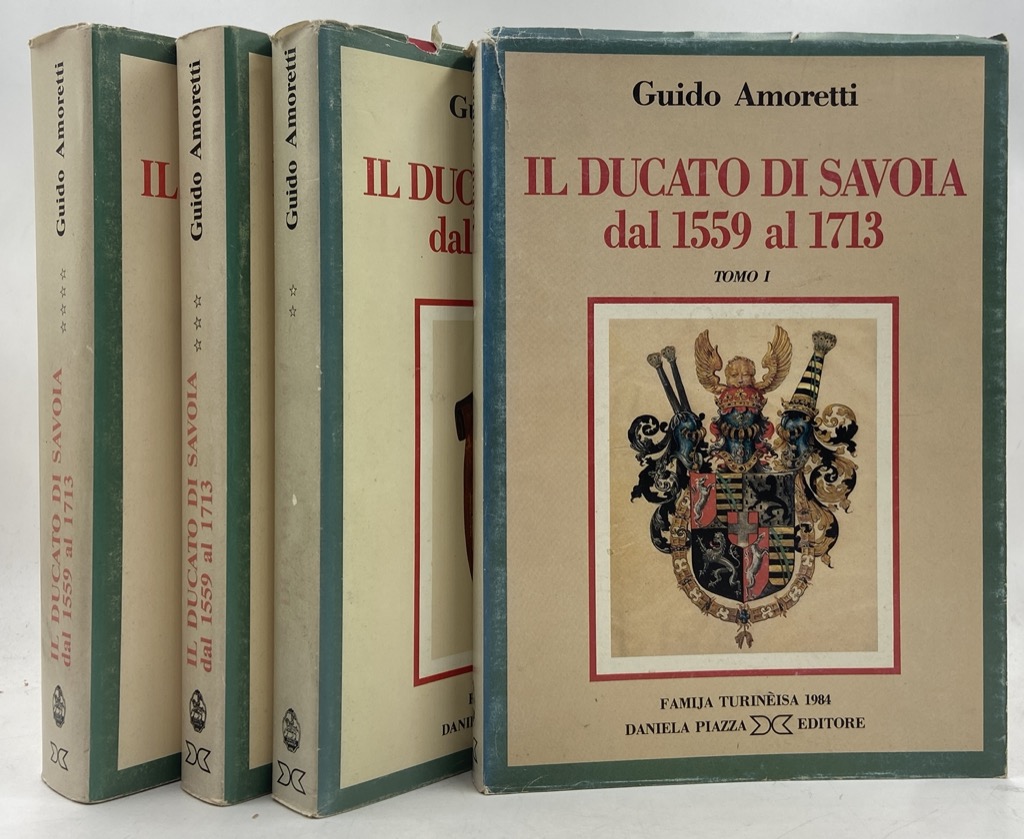 Guido Amoretti
☆☆☆☆
IL DUCATO DI SAVOIA
dal 1559 al 1713
IL
Guido Amoretti
☆☆☆
IL DUCATO DI SAVOIA
dal 1559 al 1713
Guido Amoretti
☆☆
IL DUC
dal
Guido Amoretti
IL DUCATO DI SAVOIA
dal 1559 al 1713
TOMO I
FAMIJA TURINÈISA 1984
DANIELA PIAZZA EDITORE